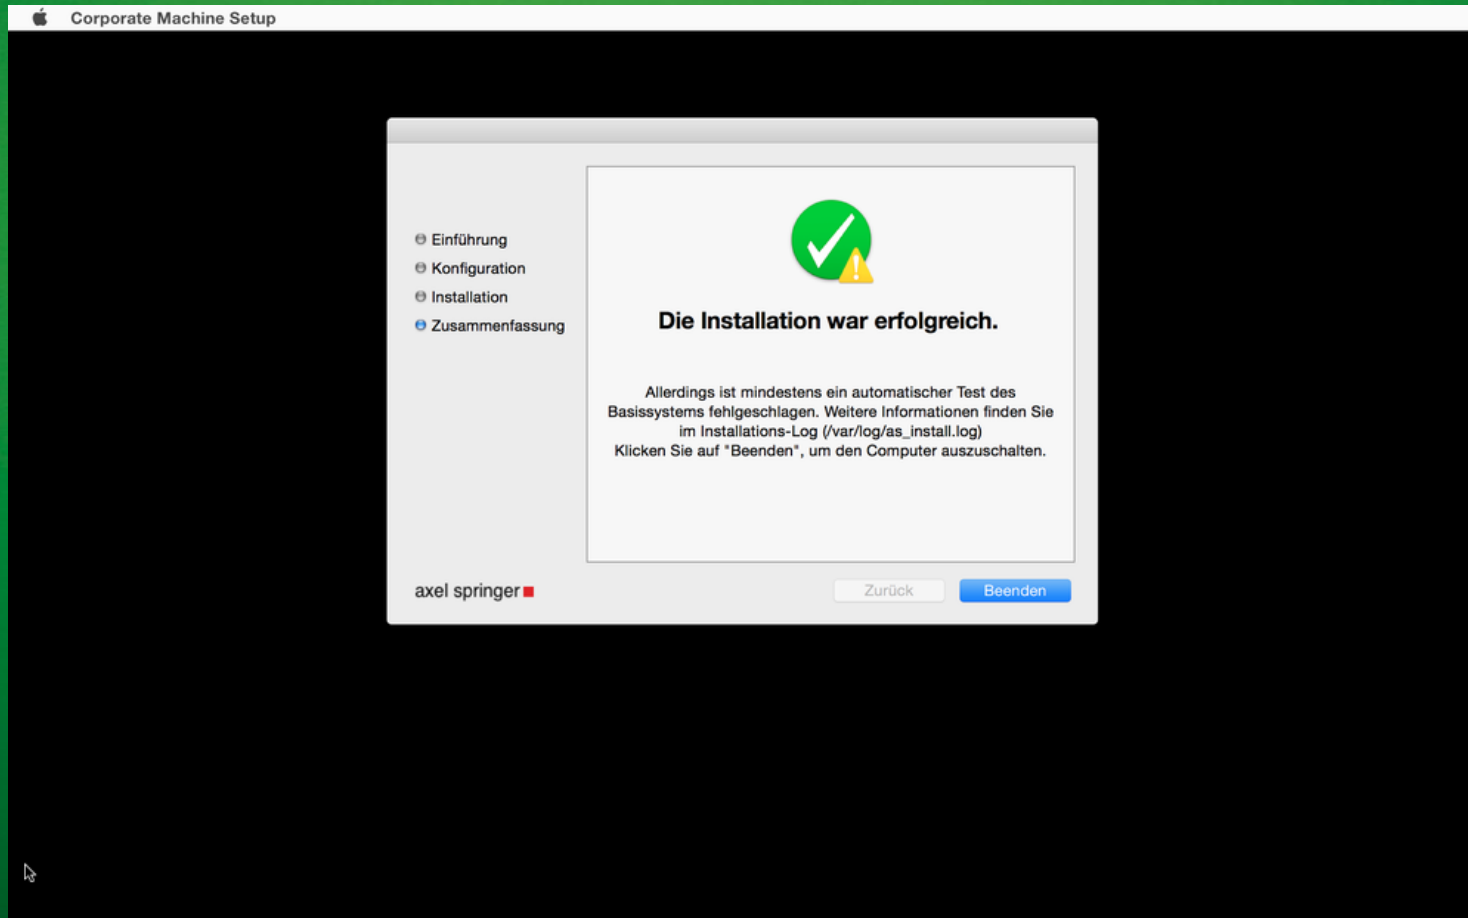 Corporate Machine Setup
Einführung
Konfiguration
Installation
Zusammenfassung
Die Installation war erfolgreich.
Allerdings ist mindestens ein automatischer Test des
Basissystems fehlgeschlagen. Weitere Informationen finden Sie
im Installations-Log (/var/log/as_install.log)
Klicken Sie auf "Beenden", um den Computer auszuschalten.
axel springer
Zurück
Beenden